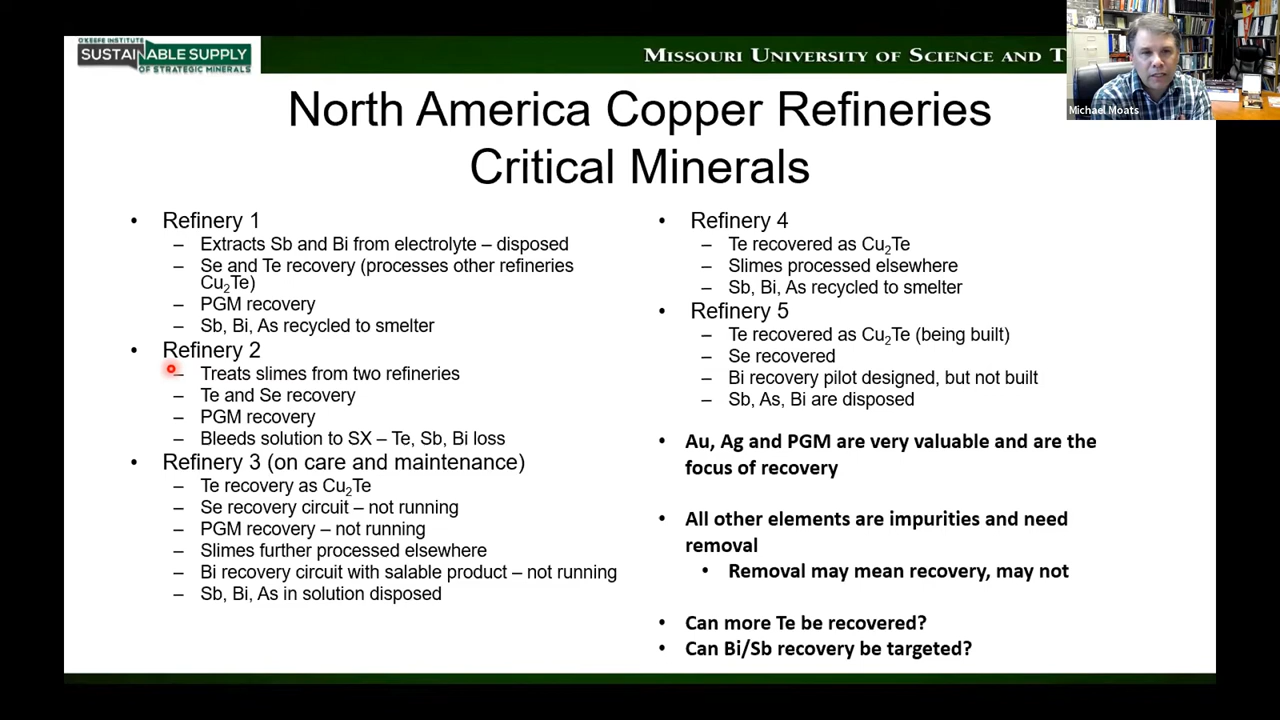 O'KEEFE INSTITUTE
SUSTAINABLE SUPPLY
OF STRATEGIC MINERALS
MISSOURI UNIVERSITY OF SCIENCE AND T
Michael Moats
North America Copper Refineries
Critical Minerals
• Refinery 1
– Extracts Sb and Bi from electrolyte – disposed
– Se and Te recovery (processes other refineries
Cu₂Te)
– PGM recovery
– Sb, Bi, As recycled to smelter
• Refinery 2
– Treats slimes from two refineries
– Te and Se recovery
– PGM recovery
– Bleeds solution to SX – Te, Sb, Bi loss
• Refinery 3 (on care and maintenance)
– Te recovery as Cu₂Te
– Se recovery circuit – not running
– PGM recovery – not running
– Slimes further processed elsewhere
– Bi recovery circuit with salable product – not running
– Sb, Bi, As in solution disposed
• Refinery 4
– Te recovered as Cu₂Te
– Slimes processed elsewhere
– Sb, Bi, As recycled to smelter
• Refinery 5
– Te recovered as Cu₂Te (being built)
– Se recovered
– Bi recovery pilot designed, but not built
– Sb, As, Bi are disposed
• Au, Ag and PGM are very valuable and are the
focus of recovery
• All other elements are impurities and need
removal
• Removal may mean recovery, may not
• Can more Te be recovered?
• Can Bi/Sb recovery be targeted?